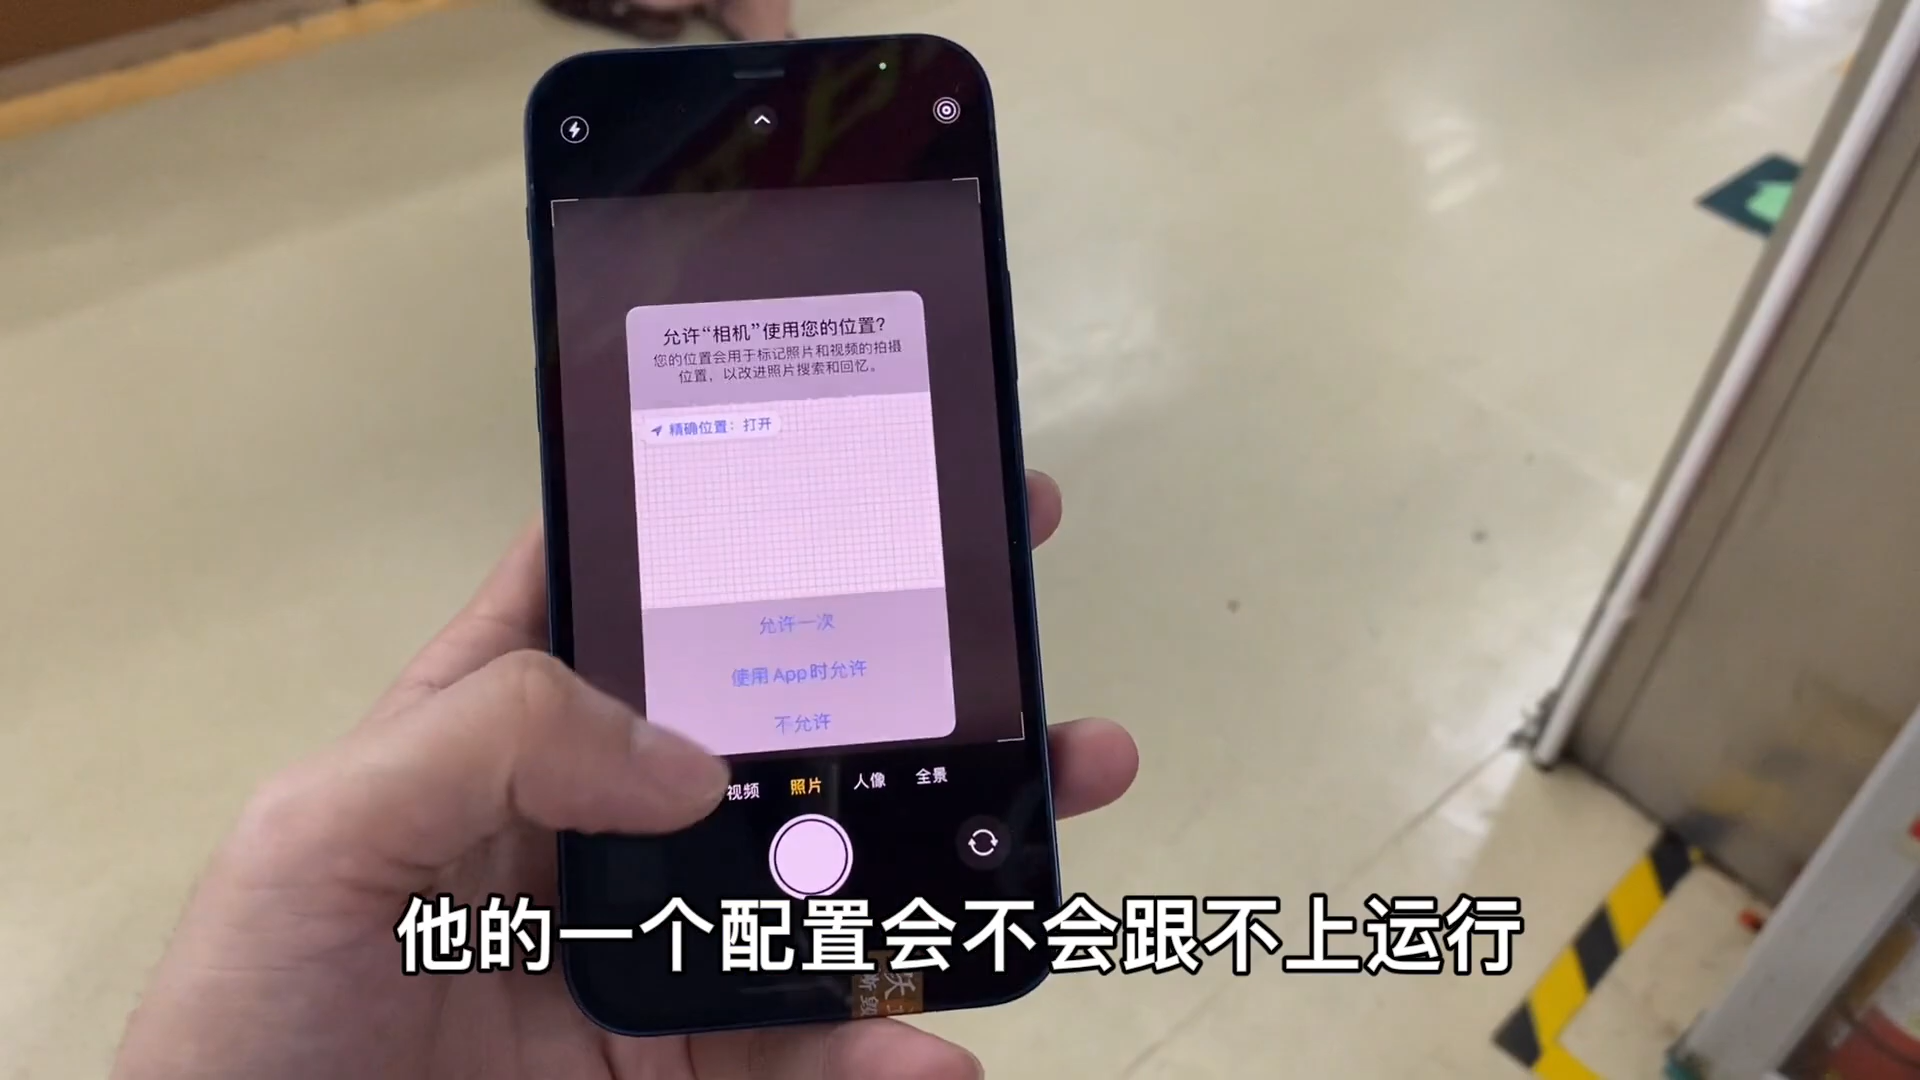 允许“相机”使用您的位置？
您的位置会用于标记照片和视频的拍摄
位置，以改进照片搜索和回忆。
精确位置：打开
允许一次
使用App时允许
不允许
视频 照片 人像 全景
他的一个配置会不会跟不上运行